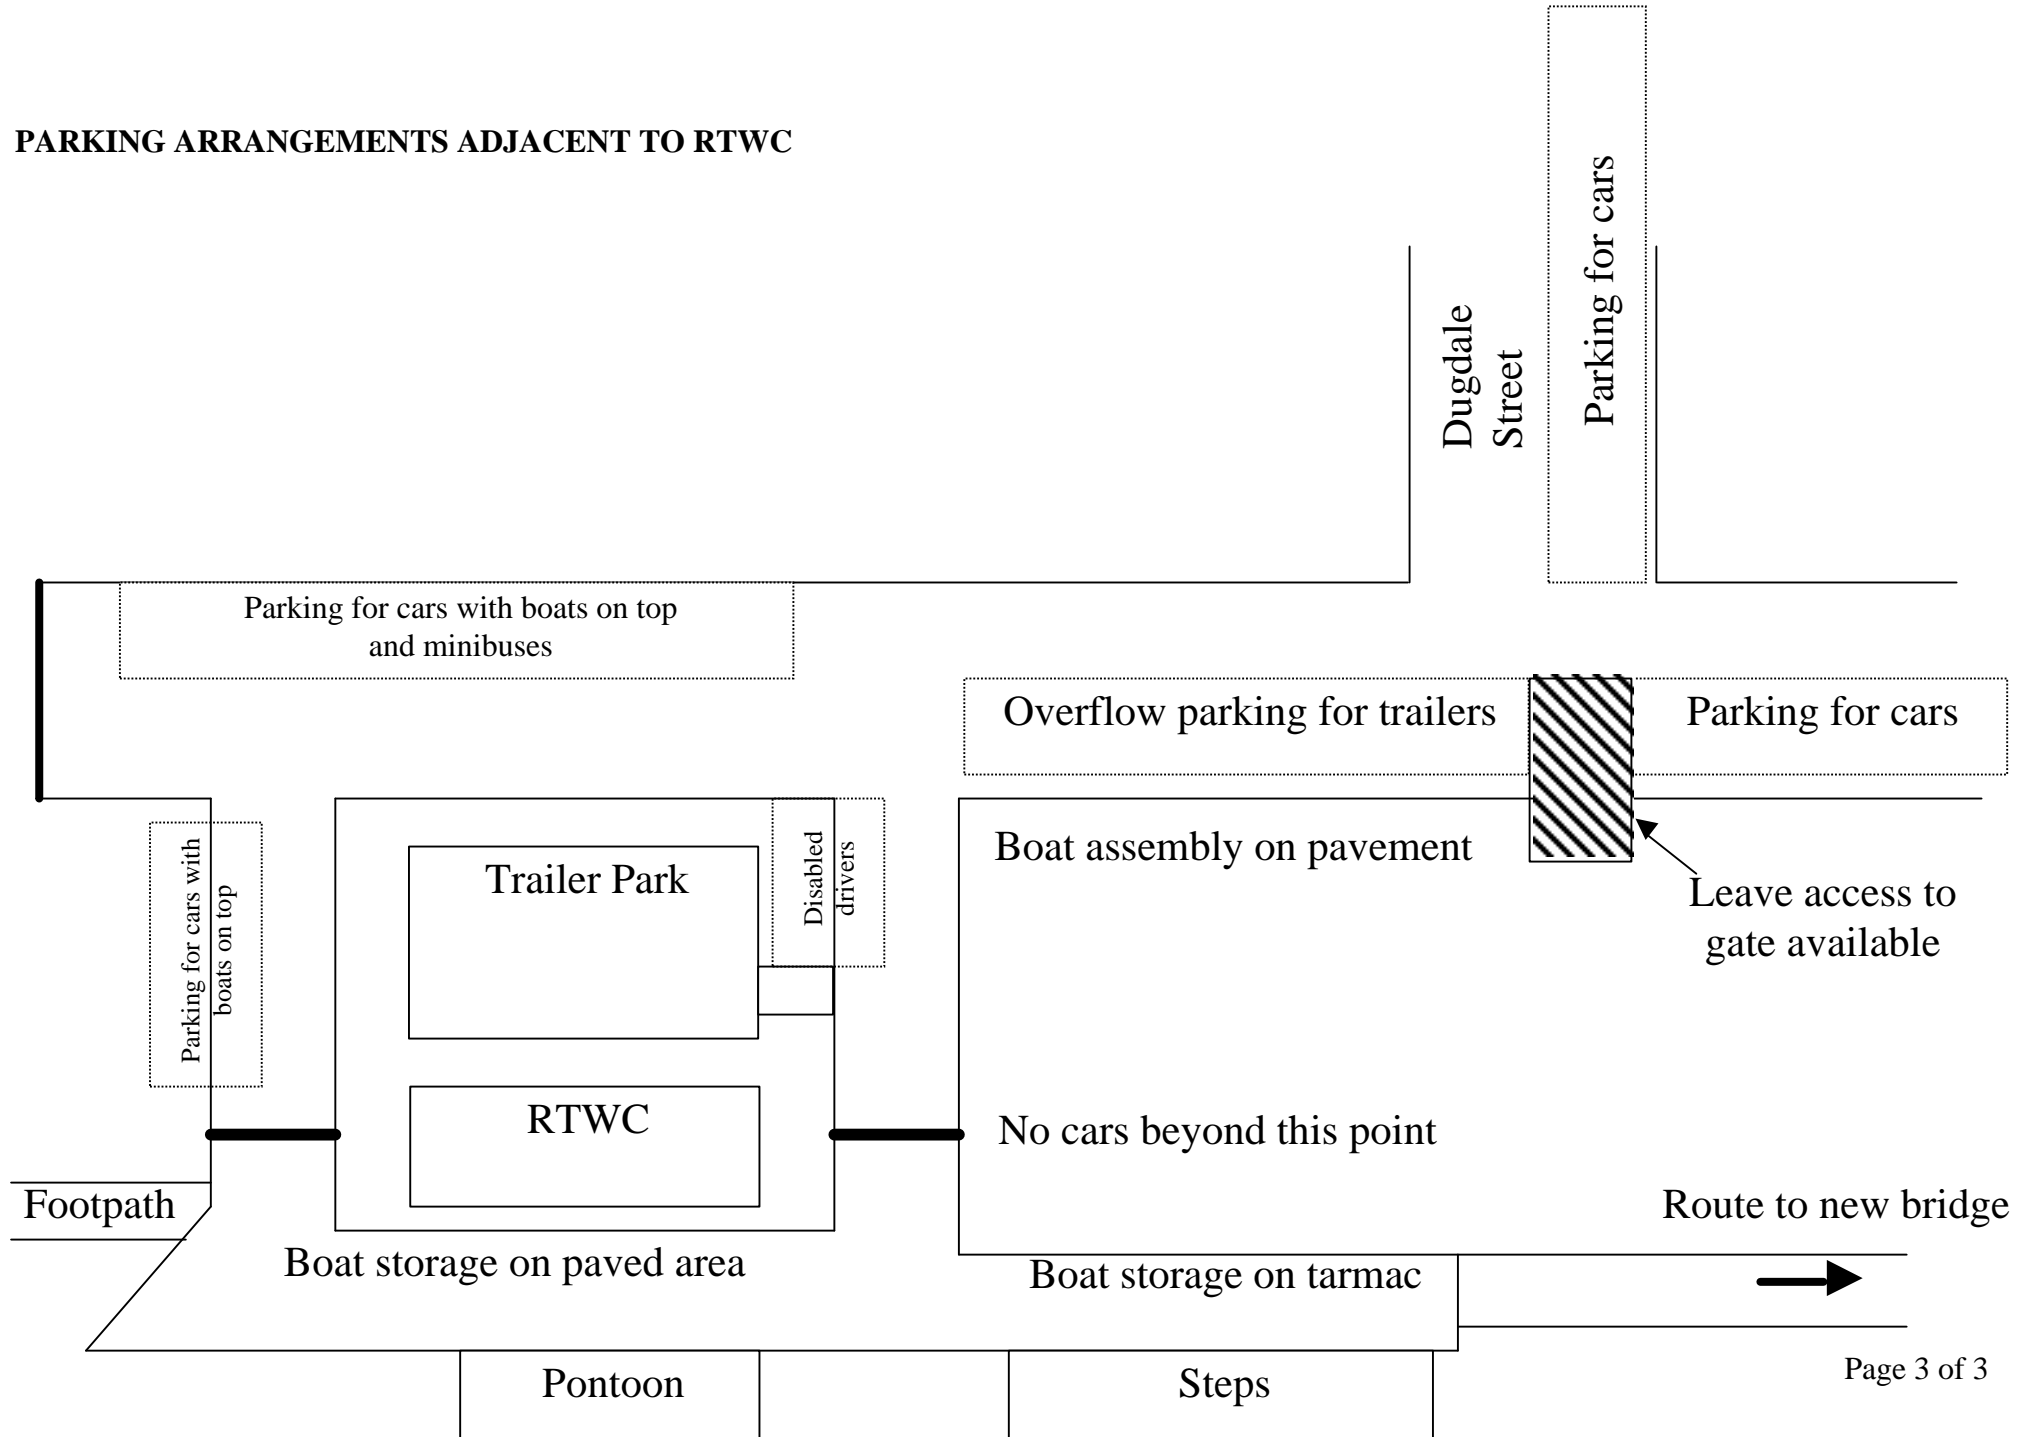 PARKING ARRANGEMENTS ADJACENT TO RTWC
Parking for cars
Dugdale
Street
Parking for cars with boats on top
and minibuses
Overflow parking for trailers
Parking for cars
Parking for cars with
boats on top
Trailer Park
Disabled
drivers
Boat assembly on pavement
Leave access to
gate available
RTWC
No cars beyond this point
Footpath
Route to new bridge
Boat storage on paved area
Boat storage on tarmac
Pontoon
Steps
Page 3 of 3